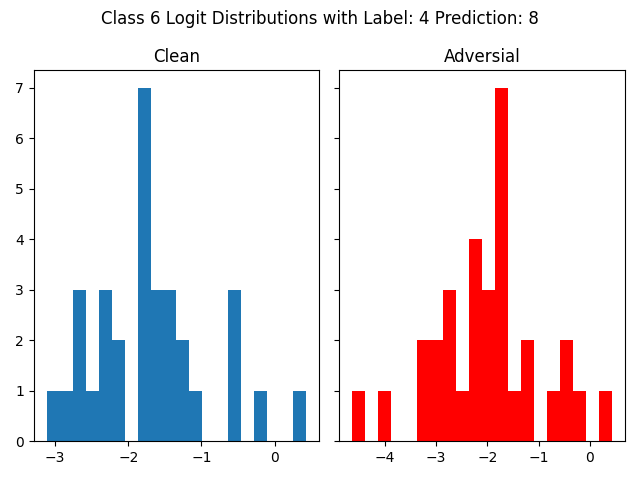 Class 6 Logit Distributions with Label: 4 Prediction: 8
Clean
Adversial
7
6
5
4
3
2
1
0
−3 −2 −1 0
−4 −3 −2 −1 0